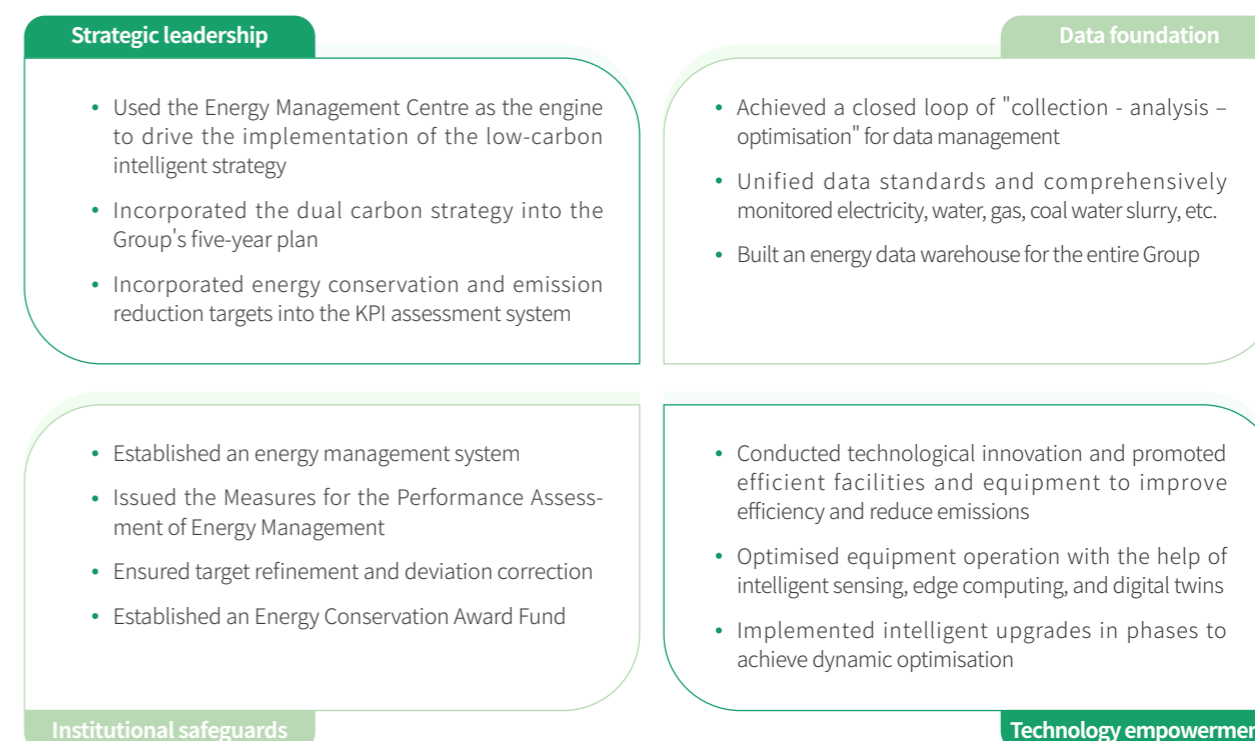 Strategic leadership
• Used the Energy Management Centre as the engine
to drive the implementation of the low-carbon
intelligent strategy
• Incorporated the dual carbon strategy into the
Group's five-year plan
• Incorporated energy conservation and emission
reduction targets into the KPI assessment system
Data foundation
• Achieved a closed loop of "collection - analysis –
optimisation" for data management
• Unified data standards and comprehensively
monitored electricity, water, gas, coal water slurry, etc.
• Built an energy data warehouse for the entire Group
• Established an energy management system
• Issued the Measures for the Performance Assess-
ment of Energy Management
• Ensured target refinement and deviation correction
• Established an Energy Conservation Award Fund
Institutional safeguards
• Conducted technological innovation and promoted
efficient facilities and equipment to improve
efficiency and reduce emissions
• Optimised equipment operation with the help of
intelligent sensing, edge computing, and digital twins
• Implemented intelligent upgrades in phases to
achieve dynamic optimisation
Technology empowermen